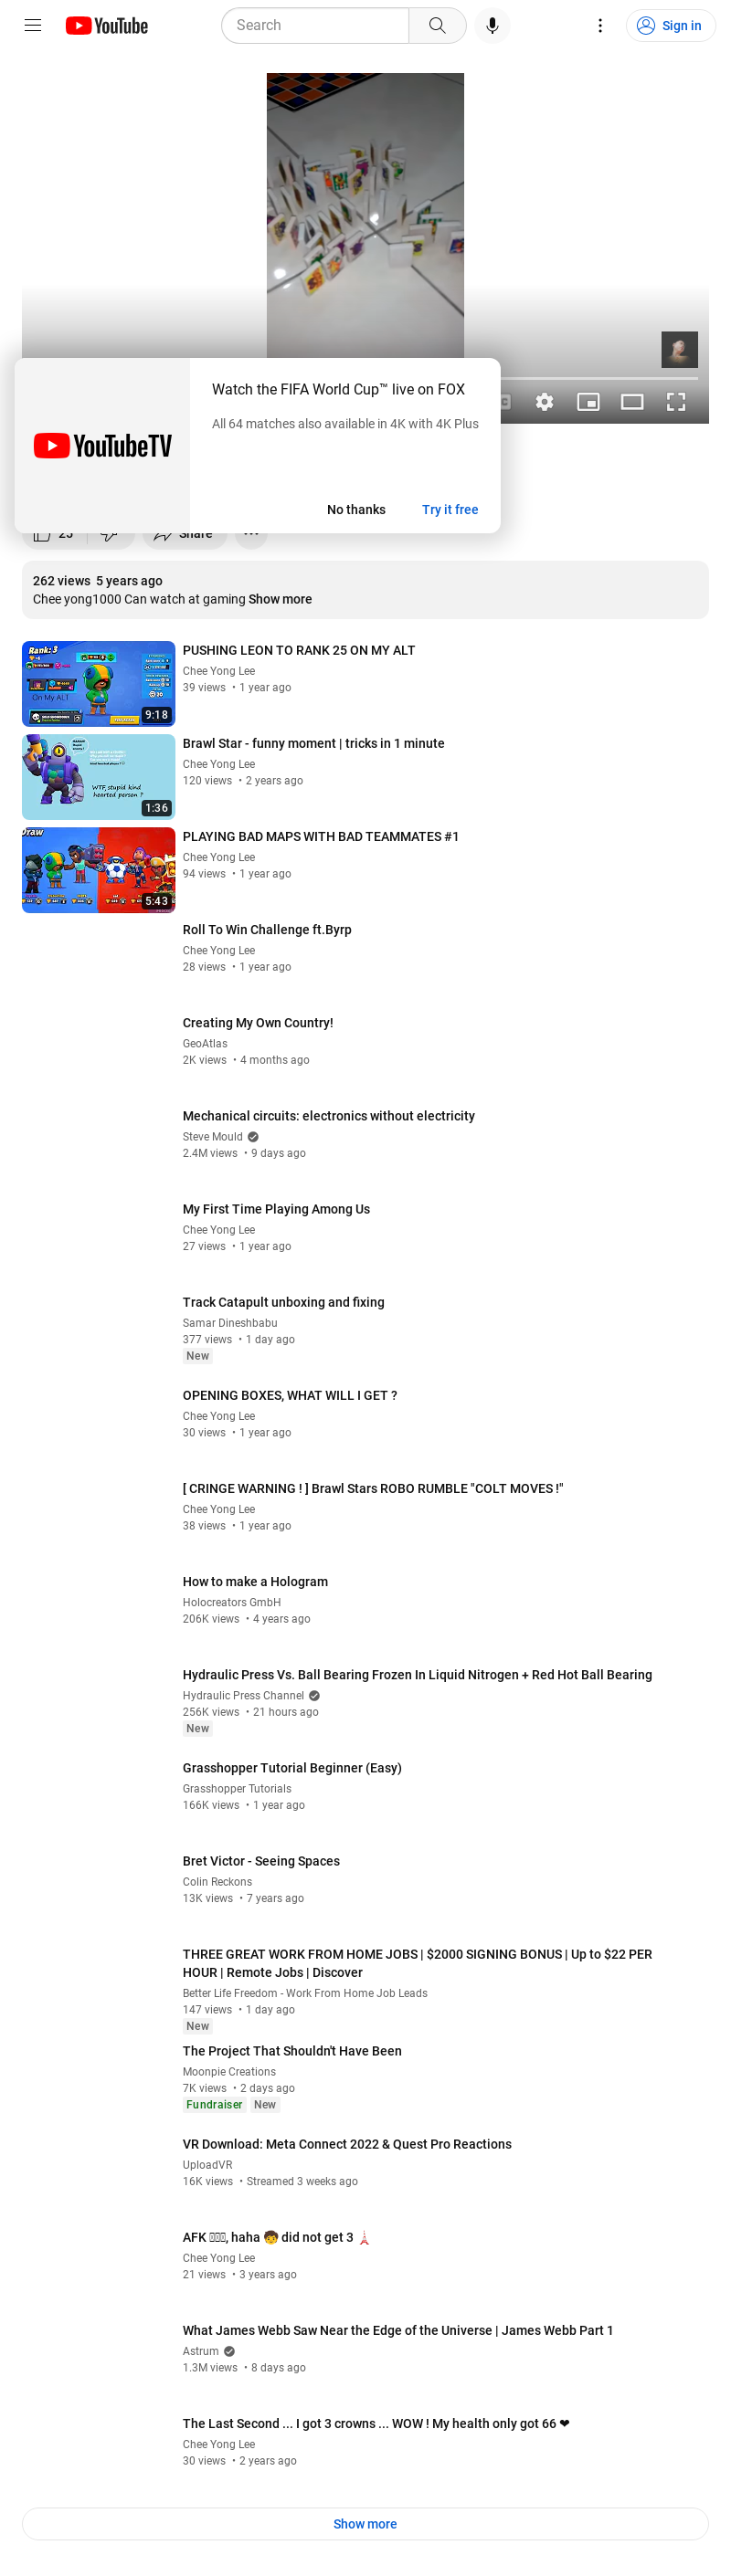 YouTube
Search
Sign in
Watch the FIFA World Cup™ live on FOX
All 64 matches also available in 4K with 4K Plus
YouTubeTV
No thanks
Try it free
25
Share
262 views 5 years ago
Chee yong1000 Can watch at gaming Show more
Rank: 3
On My ALT
9:18
PUSHING LEON TO RANK 25 ON MY ALT
Chee Yong Lee
39 views • 1 year ago
WTF, stupid kind
hearted person ?
1:36
Brawl Star - funny moment | tricks in 1 minute
Chee Yong Lee
120 views • 2 years ago
Draw
5:43
PLAYING BAD MAPS WITH BAD TEAMMATES #1
Chee Yong Lee
94 views • 1 year ago
Roll To Win Challenge ft.Byrp
Chee Yong Lee
28 views • 1 year ago
Creating My Own Country!
GeoAtlas
2K views • 4 months ago
Mechanical circuits: electronics without electricity
Steve Mould
2.4M views • 9 days ago
My First Time Playing Among Us
Chee Yong Lee
27 views • 1 year ago
Track Catapult unboxing and fixing
Samar Dineshbabu
377 views • 1 day ago
New
OPENING BOXES, WHAT WILL I GET ?
Chee Yong Lee
30 views • 1 year ago
[ CRINGE WARNING ! ] Brawl Stars ROBO RUMBLE "COLT MOVES !"
Chee Yong Lee
38 views • 1 year ago
How to make a Hologram
Holocreators GmbH
206K views • 4 years ago
Hydraulic Press Vs. Ball Bearing Frozen In Liquid Nitrogen + Red Hot Ball Bearing
Hydraulic Press Channel
256K views • 21 hours ago
New
Grasshopper Tutorial Beginner (Easy)
Grasshopper Tutorials
166K views • 1 year ago
Bret Victor - Seeing Spaces
Colin Reckons
13K views • 7 years ago
THREE GREAT WORK FROM HOME JOBS | $2000 SIGNING BONUS | Up to $22 PER
HOUR | Remote Jobs | Discover
Better Life Freedom - Work From Home Job Leads
147 views • 1 day ago
New
The Project That Shouldn't Have Been
Moonpie Creations
7K views • 2 days ago
Fundraiser New
VR Download: Meta Connect 2022 & Quest Pro Reactions
UploadVR
16K views • Streamed 3 weeks ago
AFK , haha 🧒 did not get 3 🗼
Chee Yong Lee
21 views • 3 years ago
What James Webb Saw Near the Edge of the Universe | James Webb Part 1
Astrum
1.3M views • 8 days ago
The Last Second ... I got 3 crowns ... WOW ! My health only got 66 ❤
Chee Yong Lee
30 views • 2 years ago
Show more